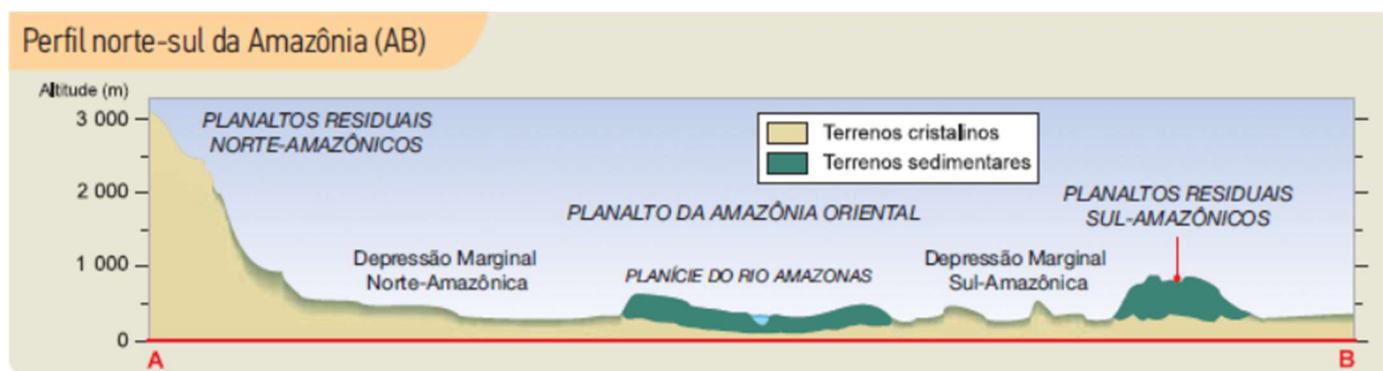 Perfil norte-sul da Amazônia (AB)
Altitude (m)
3 000
2 000
1 000
0
PLANALTOS RESIDUAIS
NORTE-AMAZÔNICOS
Terrenos cristalinos
Terrenos sedimentares
PLANALTO DA AMAZÔNIA ORIENTAL
PLANALTOS RESIDUAIS
SUL-AMAZÔNICOS
Depressão Marginal
Norte-Amazônica
PLANÍCIE DO RIO AMAZONAS
Depressão Marginal
Sul-Amazônica
A
B